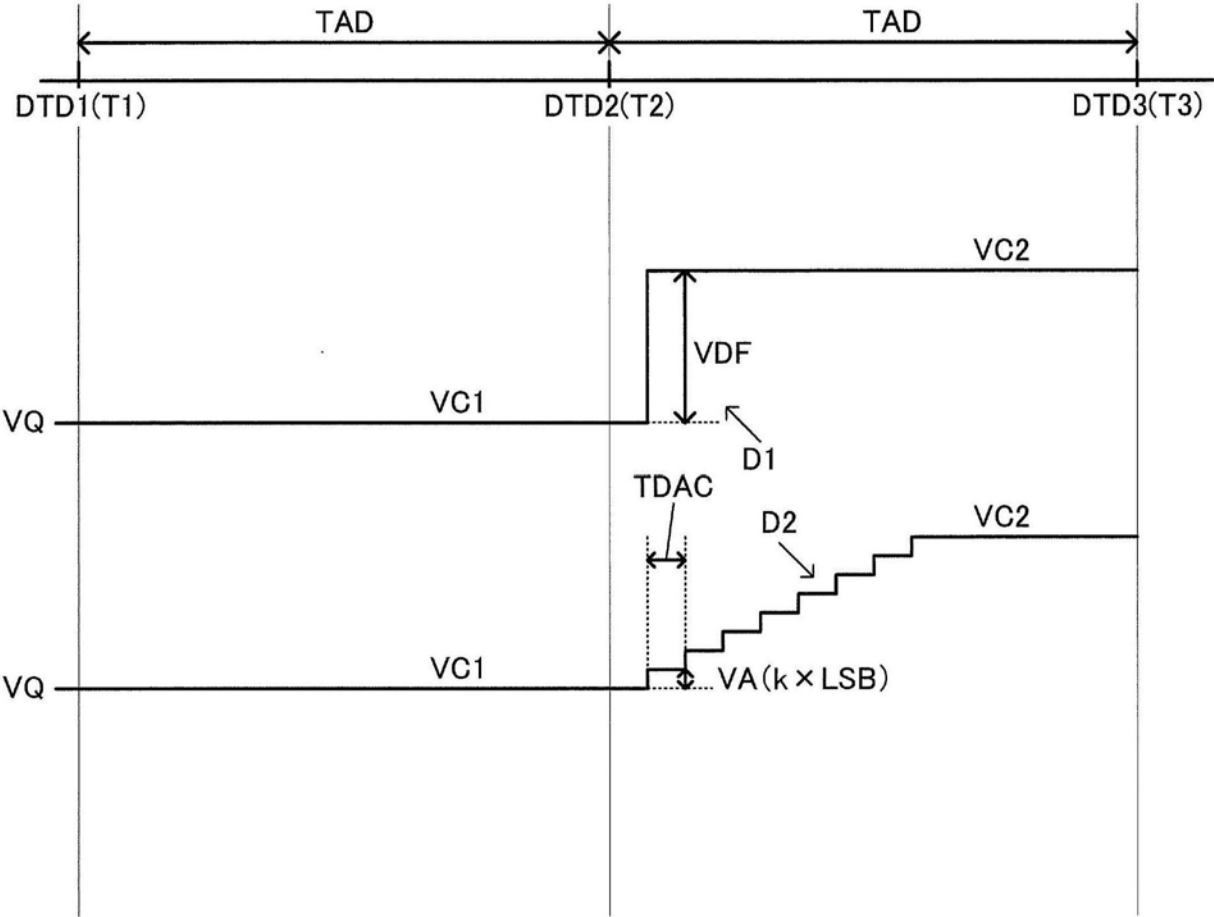 TAD
TAD
DTD1(T1)
DTD2(T2)
DTD3(T3)
VC2
VDF
VC1
VQ
D1
TDAC
D2
VC2
VC1
VQ
VA(k×LSB)